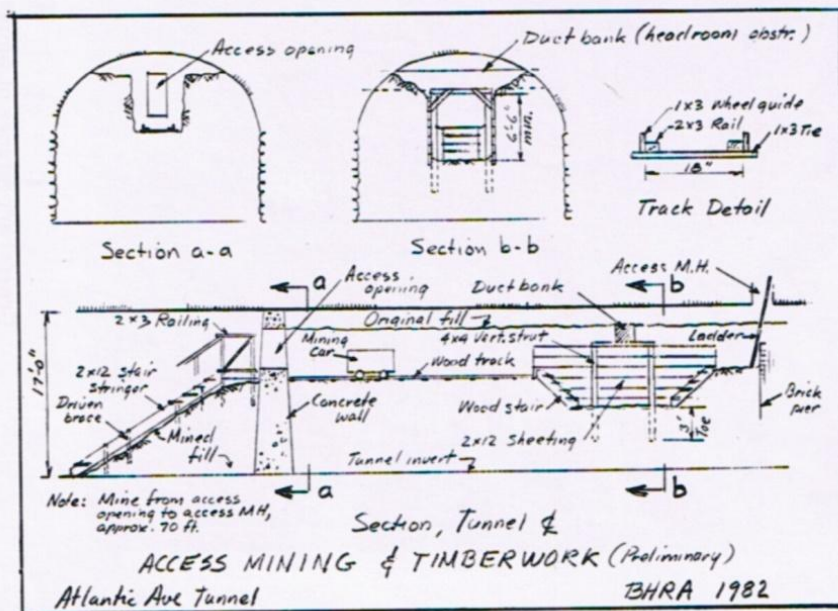 Access opening
Duct bank (headroom obstr.)
6'-6"
min.
1x3 Wheel guide
2x3 Rail
1x3 Tie
18"
Track Detail
Section a-a
Section b-b
a
Access
opening
Duct bank
Access M.H.
b
2x3 Railing
Original fill
4x4 Vert. strut
Ladder
Mining
car
Wood track
17'-0"
2x12 stair
stringer
Driven
brace
Mined
fill
Concrete
wall
Wood stair
2x12 Sheeting
3'
Toe
Brick
pier
Tunnel invert
a
b
Note: Mine from access
opening to access MH,
approx. 70 ft.
Section, Tunnel ℄
ACCESS MINING & TIMBERWORK (Preliminary)
Atlantic Ave Tunnel
BHRA 1982